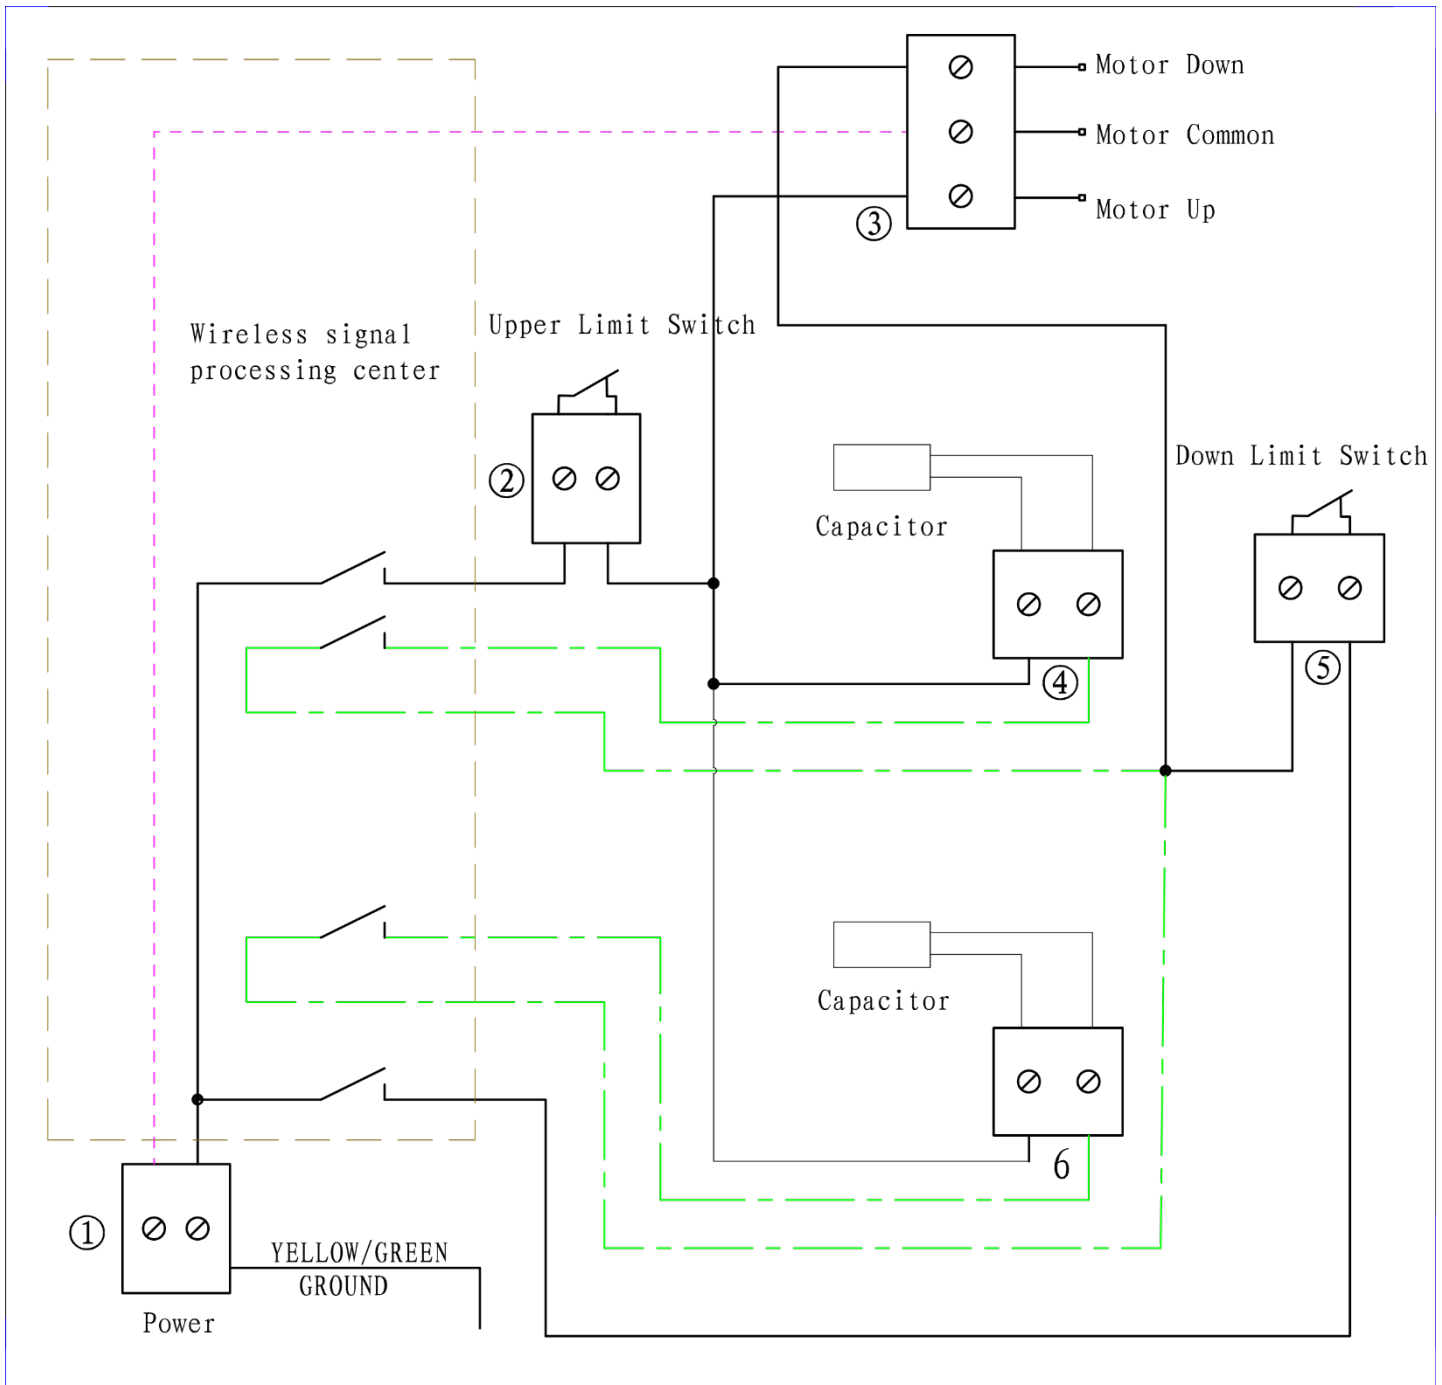 Motor Down
Motor Common
Motor Up
③
Wireless signal
processing center
Upper Limit Switch
②
Capacitor
Down Limit Switch
④
⑤
Capacitor
6
①
YELLOW/GREEN
GROUND
Power